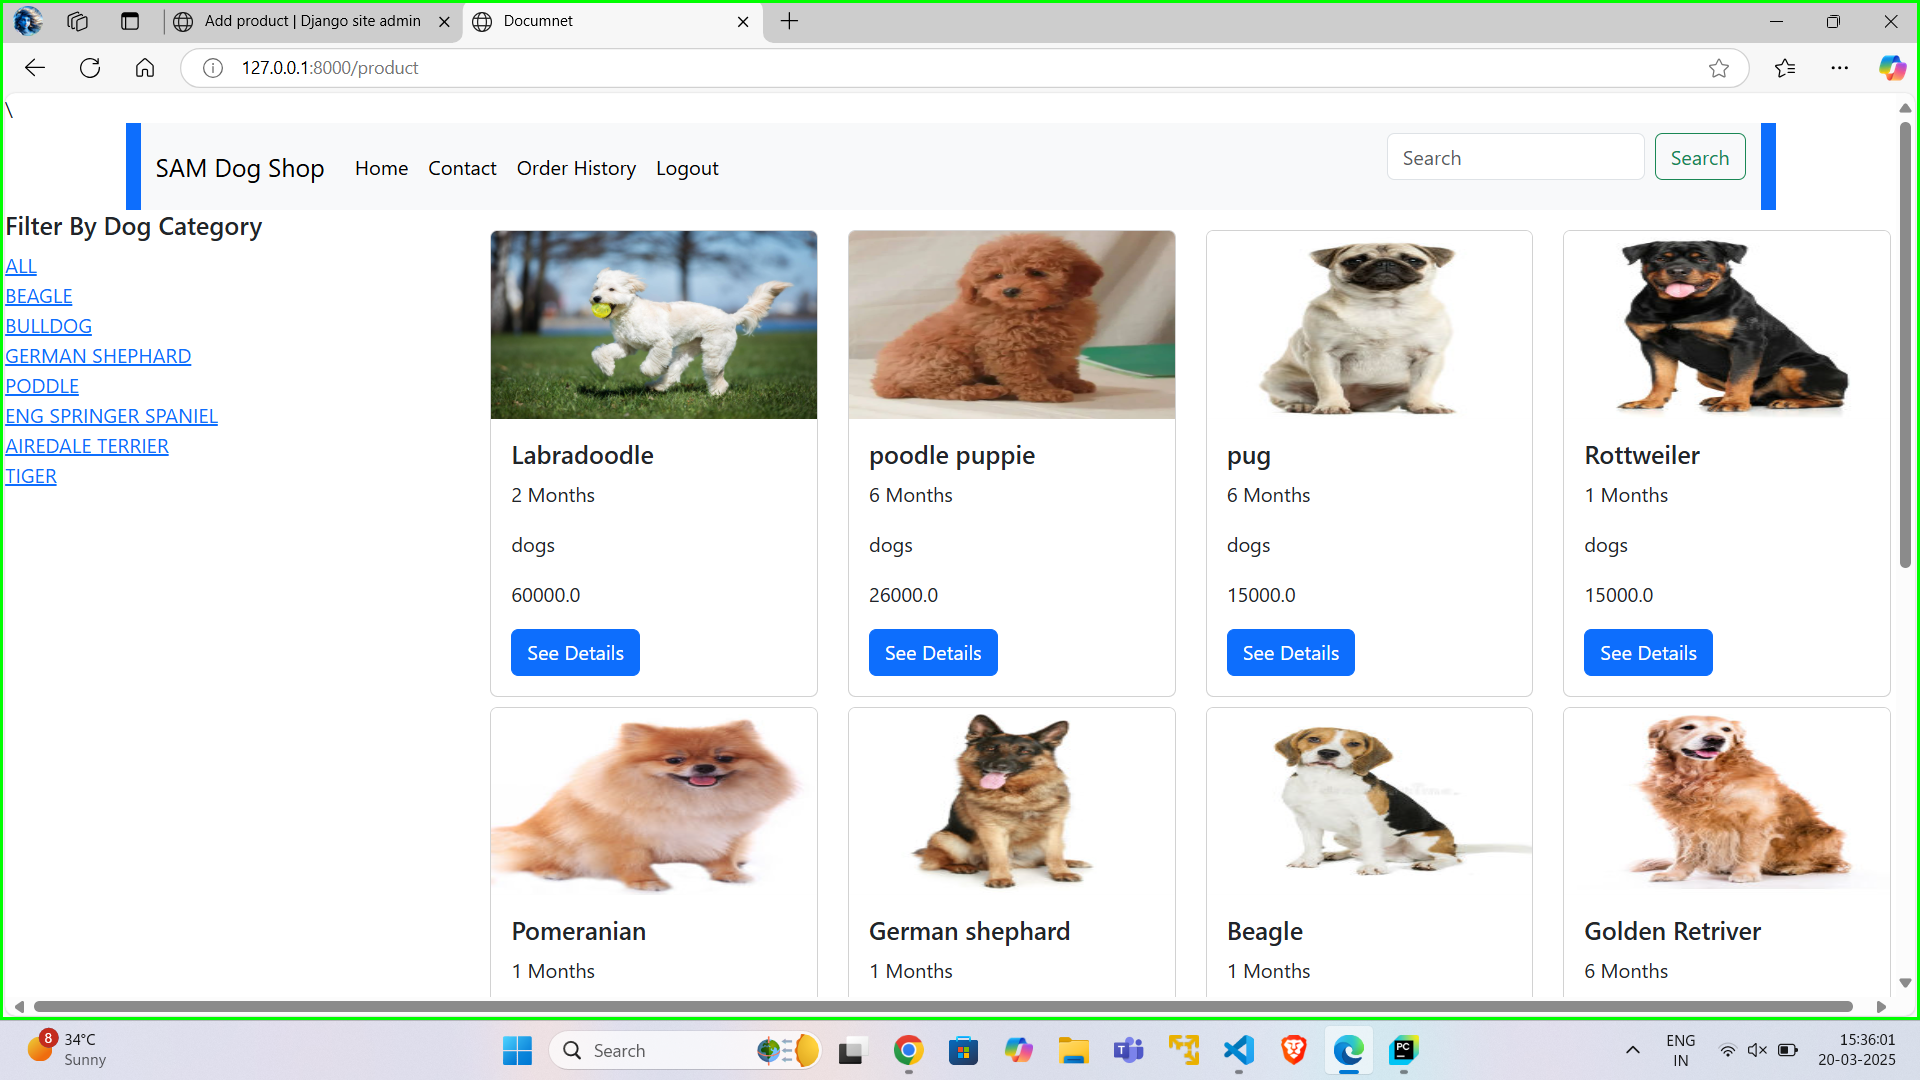 Add product | Django site admin
Documnet
127.0.0.1:8000/product
\
SAM Dog Shop
Home
Contact
Order History
Logout
Search
Search
Filter By Dog Category
ALL
BEAGLE
BULLDOG
GERMAN SHEPHARD
PODDLE
ENG SPRINGER SPANIEL
AIREDALE TERRIER
TIGER
Labradoodle
2 Months
dogs
60000.0
See Details
poodle puppie
6 Months
dogs
26000.0
See Details
pug
6 Months
dogs
15000.0
See Details
Rottweiler
1 Months
dogs
15000.0
See Details
Pomeranian
1 Months
German shephard
1 Months
Beagle
1 Months
Golden Retriver
6 Months
8
34°C
Sunny
Search
PC
ENG
IN
15:36:01
20-03-2025